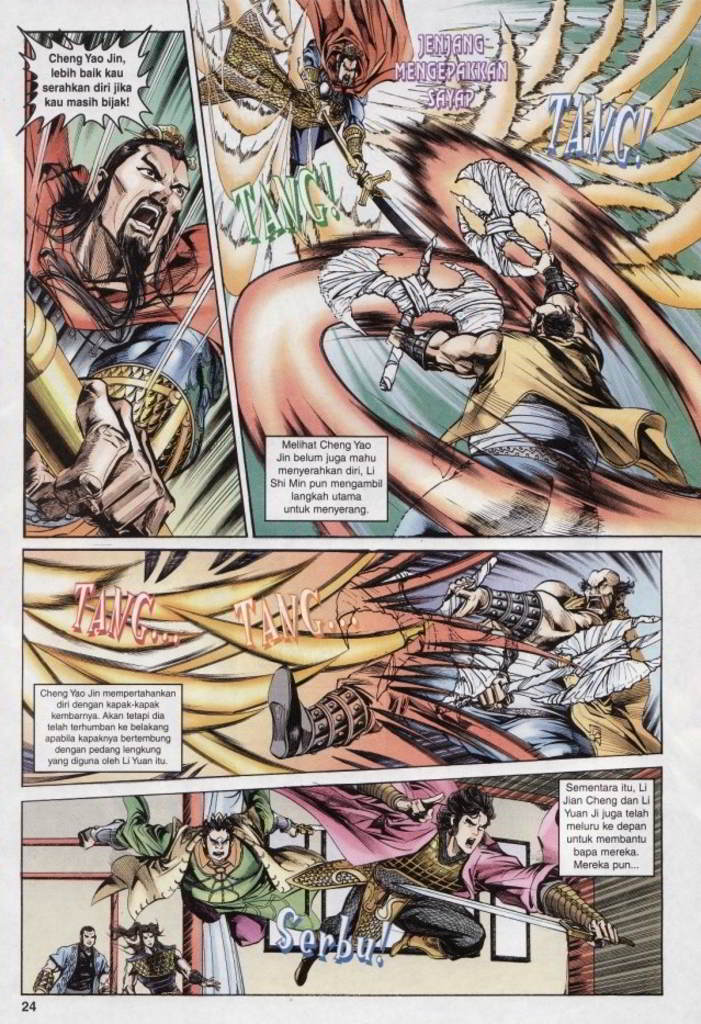 Cheng Yao Jin,
lebih baik kau
serahkan diri jika
kau masih bijak!
JENJANG
MENGEPAKKAN
SAYAP
TANG!
TANG!
Melihat Cheng Yao
Jin belum juga mahu
menyerahkan diri, Li
Shi Min pun mengambil
langkah utama
untuk menyerang.
TANG...
TANG...
Cheng Yao Jin mempertahankan
diri dengan kapak-kapak
kembarnya. Akan tetapi dia
telah terhumban ke belakang
apabila kapaknya bertembung
dengan pedang lengkung
yang diguna oleh Li Yuan itu.
Sementara itu, Li
Jian Cheng dan Li
Yuan Ji juga telah
meluru ke depan
untuk membantu
bapa mereka.
Mereka pun...
Serbu!
24